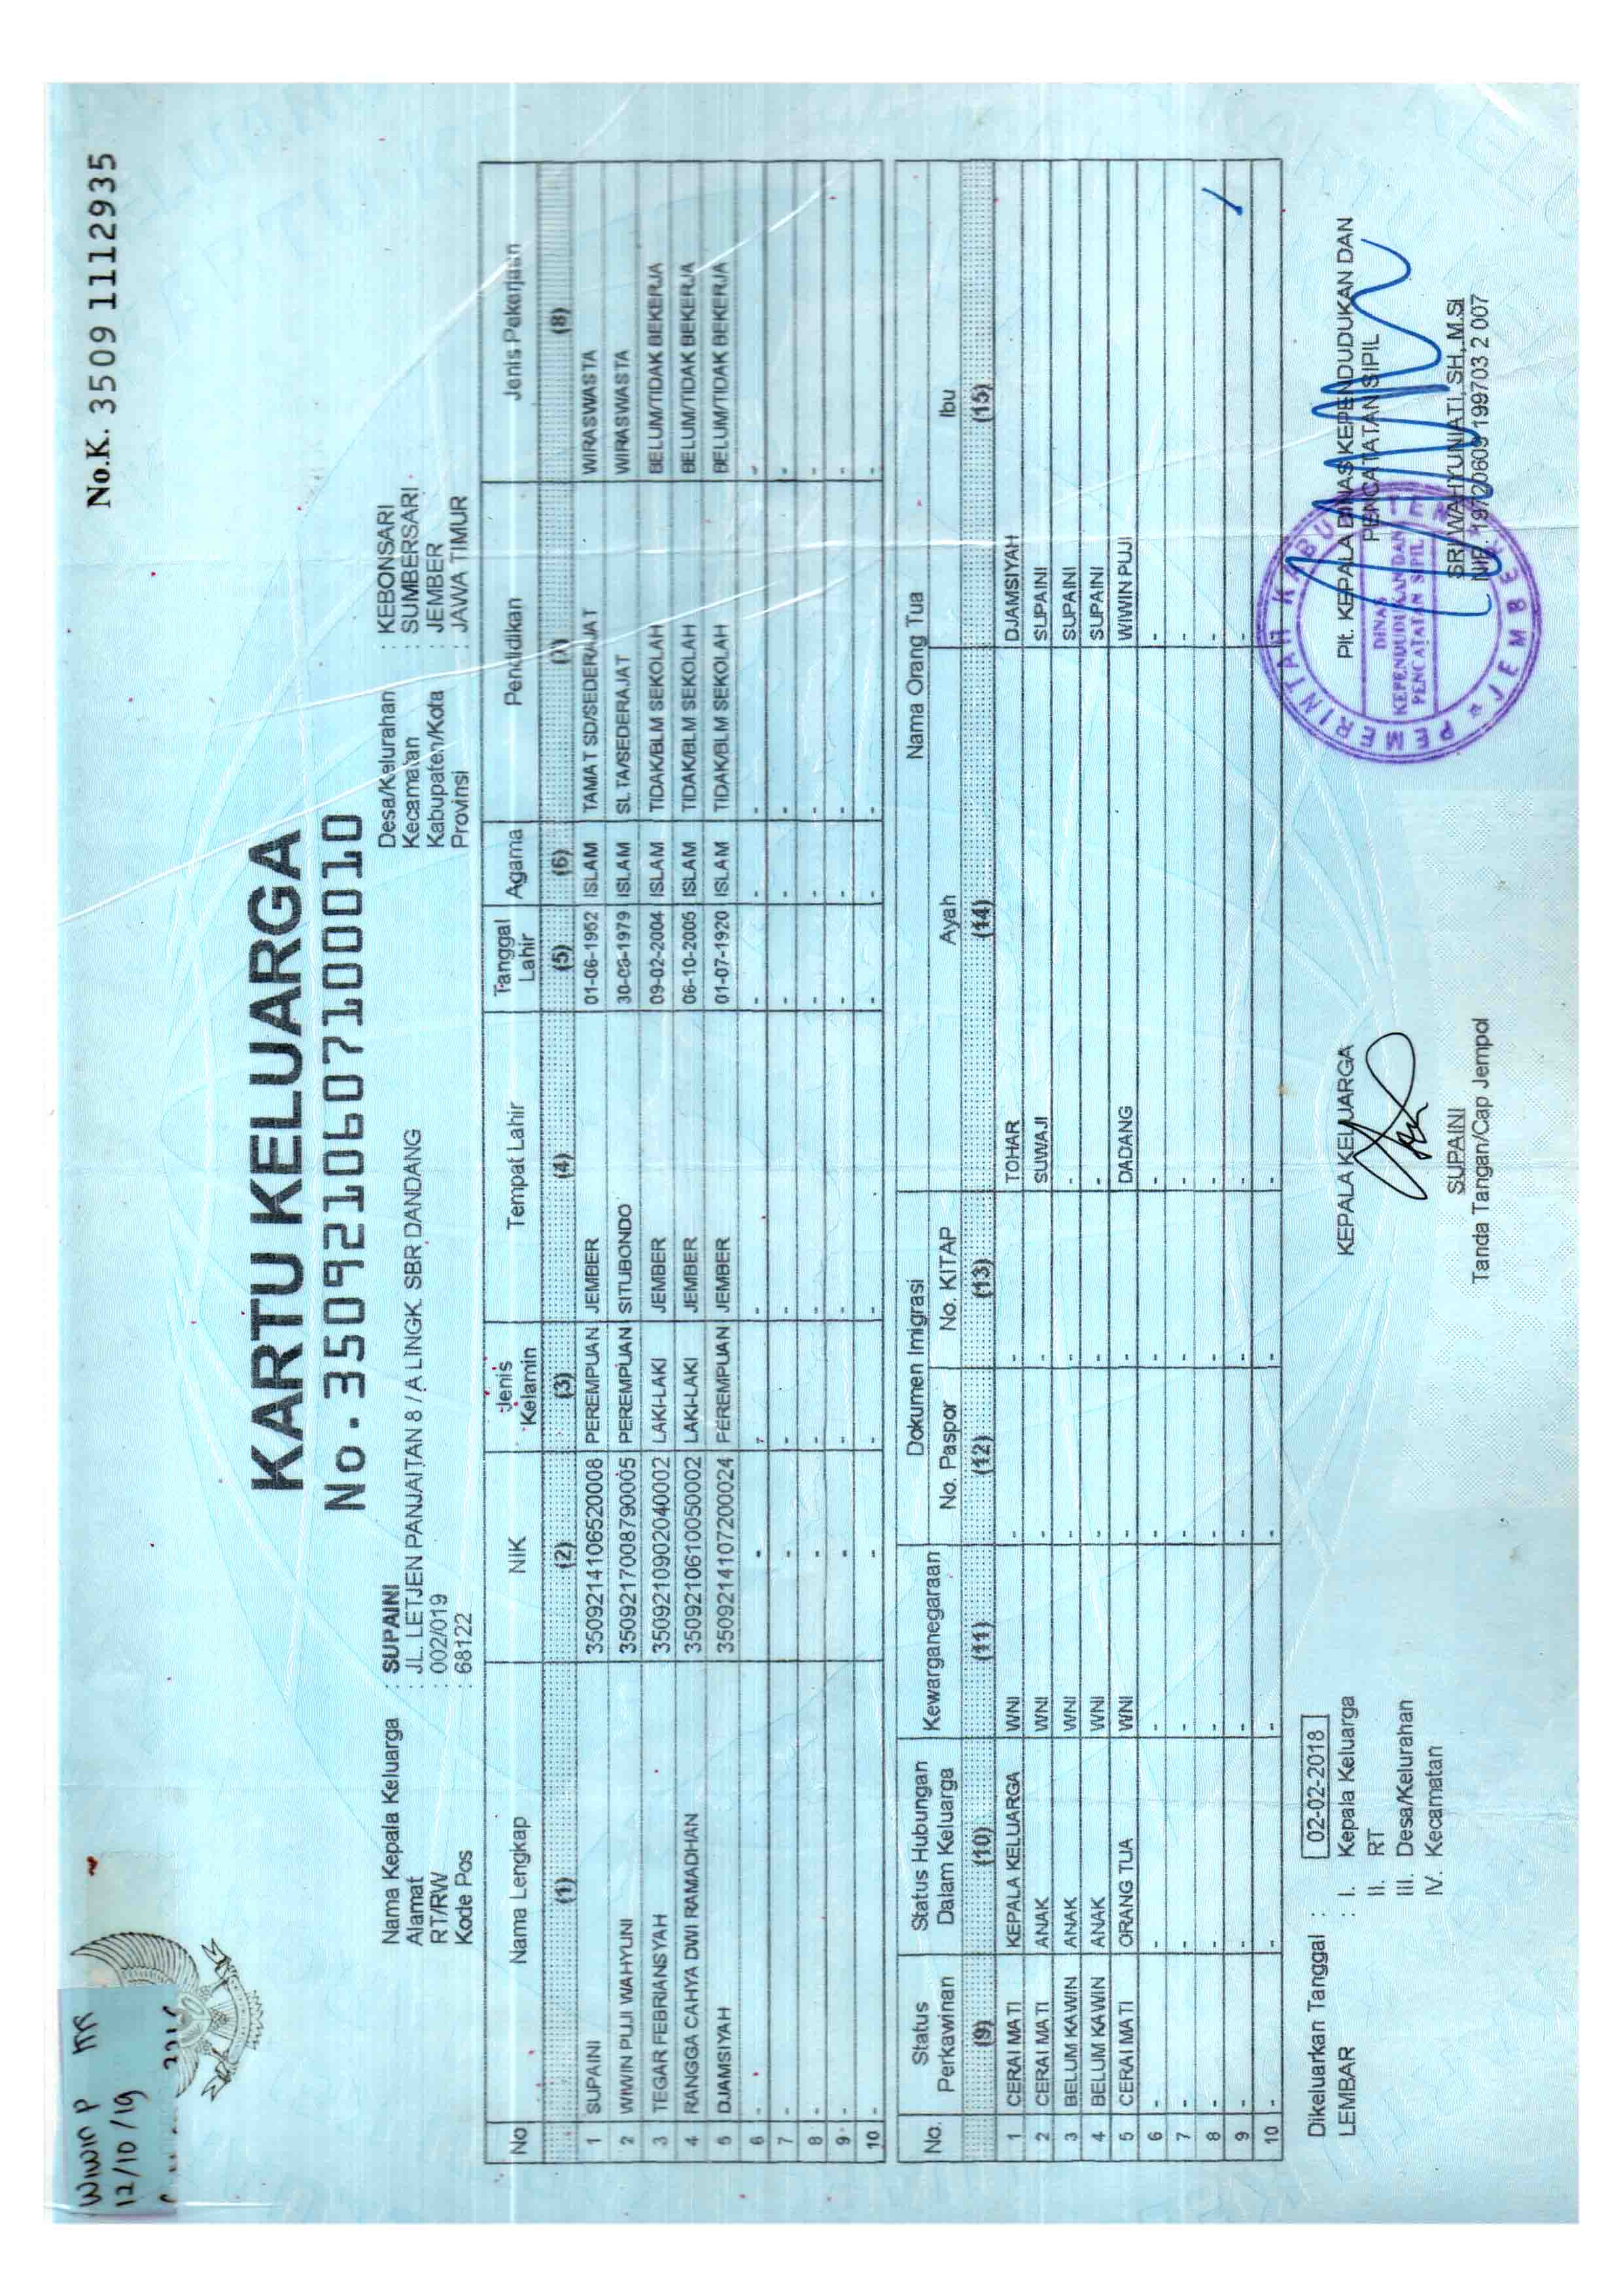 Wiwin P KK
12/10/19
No.K. 3509 1112935
KARTU KELUARGA
No.3509210607100010
Nama Kepala Keluarga : SUPAINI
Alamat : JL. LETJEN PANJAITAN 8 / A LINGK. SBR DANDANG
RT/RW : 002/019
Kode Pos : 68122
Desa/Kelurahan : KEBONSARI
Kecamatan : SUMBERSARI
Kabupaten/Kota : JEMBER
Provinsi : JAWA TIMUR
No Nama Lengkap NIK Jenis Kelamin Tempat Lahir Tanggal Lahir Agama Pendidikan Jenis Pekerjaan
(1) (2) (3) (4) (5) (6) (7) (8)
1 SUPAINI 3509214106520008 PEREMPUAN JEMBER 01-06-1952 ISLAM TAMAT SD/SEDERAJAT WIRASWASTA
2 WIWIN PUJI WAHYUNI 3509217008790005 PEREMPUAN SITUBONDO ISLAM SLTA/SEDERAJAT WIRASWASTA
3 TEGAR FEBRIANSYAH 3509210902040002 LAKI-LAKI JEMBER 09-02-2004 ISLAM TIDAK/BLM SEKOLAH BELUM/TIDAK BEKERJA
4 RANGGA CAHYA DWI RAMADHAN 3509210610050002 LAKI-LAKI JEMBER 06-10-2005 ISLAM TIDAK/BLM SEKOLAH BELUM/TIDAK BEKERJA
5 DJAMSIYAH 3509214107200024 PEREMPUAN JEMBER 01-07-1920 ISLAM TIDAK/BLM SEKOLAH BELUM/TIDAK BEKERJA
6 - - - - - - - -
7 - - - - - - - -
8 - - - - - - - -
9 - - - - - - - -
10 - - - - - - - -
No. Status Perkawinan Status Hubungan Dalam Keluarga Kewarganegaraan Dokumen Imigrasi Nama Orang Tua
No. Paspor No. KITAP Ayah Ibu
(9) (10) (11) (12) (13) (14) (15)
1 CERAI MATI KEPALA KELUARGA WNI - - TOHAR DJAMSIYAH
2 CERAI MATI ANAK WNI - - SUWAJI SUPAINI
3 BELUM KAWIN ANAK WNI - - - SUPAINI
4 BELUM KAWIN ANAK WNI - - - SUPAINI
5 CERAI MATI ORANG TUA WNI - - DADANG WIWIN PUJI
6 - - - - - - -
7 - - - - - - -
8 - - - - - - -
9 - - - - - - -
10 - - - - - - -
Dikeluarkan Tanggal : 02-02-2018
LEMBAR : I. Kepala Keluarga
II. RT
III. Desa/Kelurahan
IV. Kecamatan
KEPALA KELUARGA
SUPAINI
Tanda Tangan/Cap Jempol
Plt. KEPALA DINAS KEPENDUDUKAN DAN
PENCATATAN SIPIL
SRI WAHYUNIATI, SH, M.SI
NIP. 19720609 199703 2 007
PEMERINTAH KABUPATEN
DINAS
KEPENDUDUKAN DAN
PENCATATAN SIPIL
JEMBER